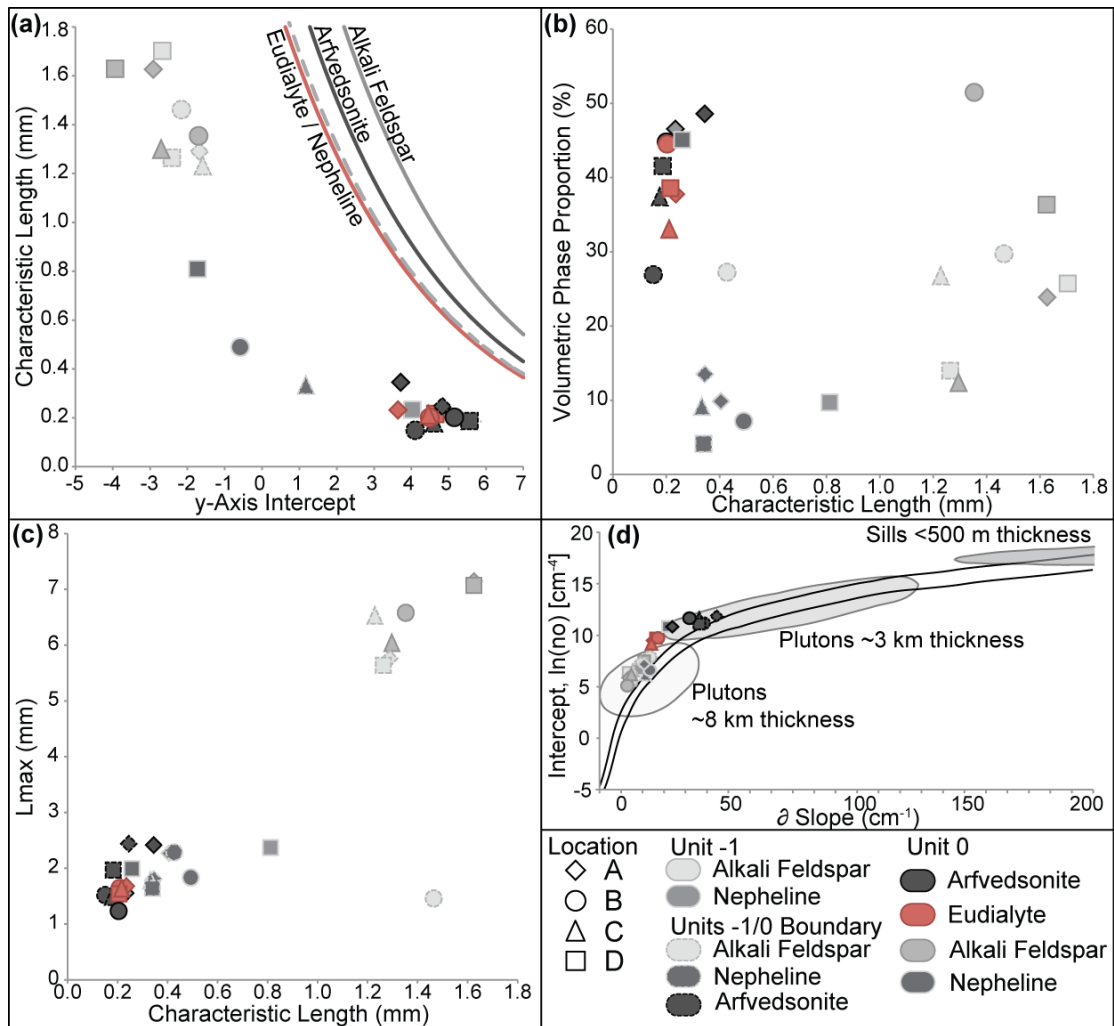 (a)
1.8
1.6
1.4
1.2
1.0
0.8
0.6
0.4
0.2
0.0
Characteristic Length (mm)
-5 -4 -3 -2 -1 0 1 2 3 4 5 6 7
y-Axis Intercept
Eudialyte / Nepheline
Arfvedsonite
Alkali Feldspar
(b)
60
50
40
30
20
10
0
Volumetric Phase Proportion (%)
0.0 0.2 0.4 0.6 0.8 1.0 1.2 1.4 1.6 1.8
Characteristic Length (mm)
(c)
8
7
6
5
4
3
2
1
0
Lmax (mm)
0.0 0.2 0.4 0.6 0.8 1.0 1.2 1.4 1.6 1.8
Characteristic Length (mm)
(d)
20
15
10
5
0
-5
Intercept, ln(no) [cm⁻⁴]
Sills <500 m thickness
Plutons ~3 km thickness
Plutons
~8 km thickness
0 50 100 150 200
∂ Slope (cm⁻¹)
Location
A
B
C
D
Unit -1
Alkali Feldspar
Nepheline
Units -1/0 Boundary
Alkali Feldspar
Nepheline
Arfvedsonite
Unit 0
Arfvedsonite
Eudialyte
Alkali Feldspar
Nepheline